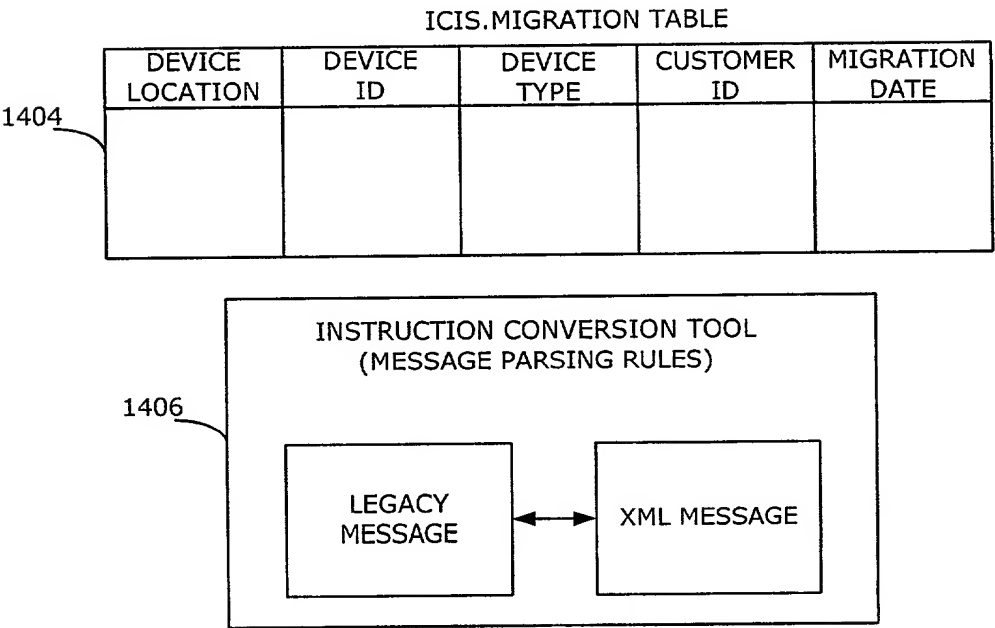 ICIS.MIGRATION TABLE
DEVICE LOCATION
DEVICE ID
DEVICE TYPE
CUSTOMER ID
MIGRATION DATE
1404
INSTRUCTION CONVERSION TOOL
(MESSAGE PARSING RULES)
1406
LEGACY
MESSAGE
XML MESSAGE